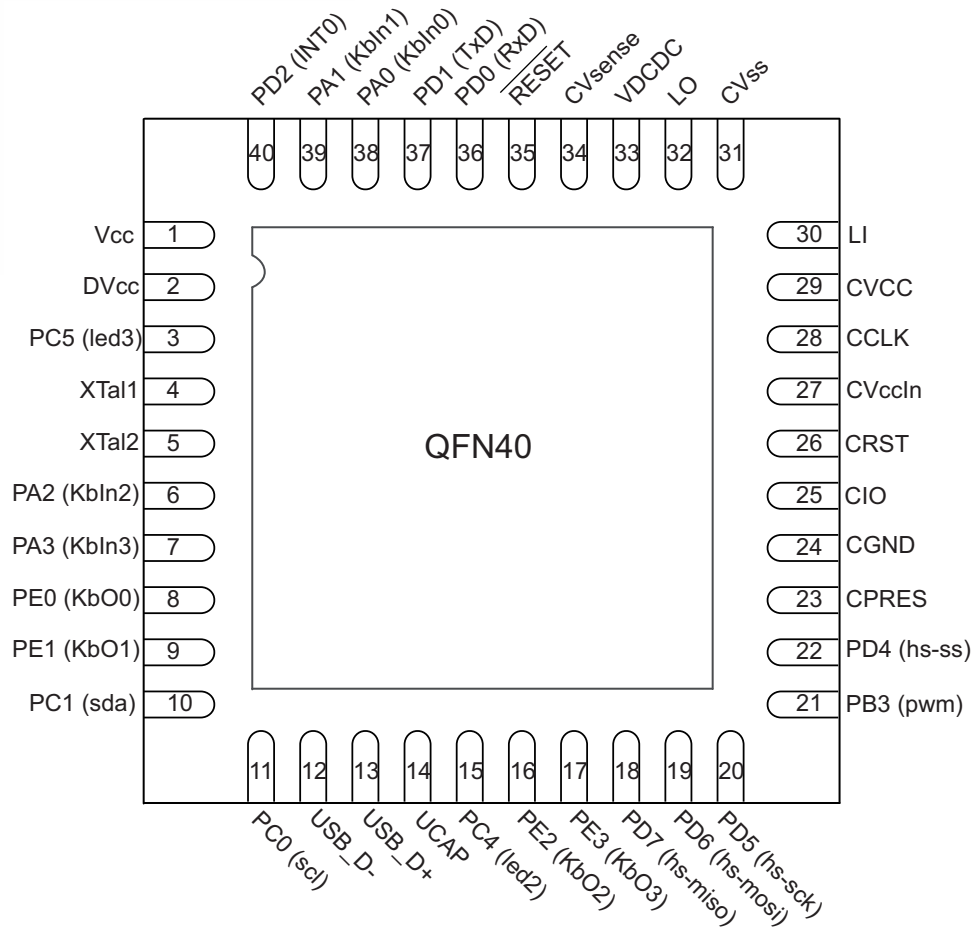 PD2 (INT0)
PA1 (KbIn1)
PA0 (KbIn0)
PD1 (TxD)
PD0 (RxD)
RESET
CVsense
VDCDC
LO
CVss
40 39 38 37 36 35 34 33 32 31
Vcc 1
DVcc 2
PC5 (led3) 3
XTal1 4
XTal2 5
PA2 (KbIn2) 6
PA3 (KbIn3) 7
PE0 (KbO0) 8
PE1 (KbO1) 9
PC1 (sda) 10
QFN40
30 LI
29 CVCC
28 CCLK
27 CVccIn
26 CRST
25 CIO
24 CGND
23 CPRES
22 PD4 (hs-ss)
21 PB3 (pwm)
11 12 13 14 15 16 17 18 19 20
PC0 (scl)
USB_D-
USB_D+
UCAP
PC4 (led2)
PE2 (KbO2)
PE3 (KbO3)
PD7 (hs-miso)
PD6 (hs-mosi)
PD5 (hs-sck)